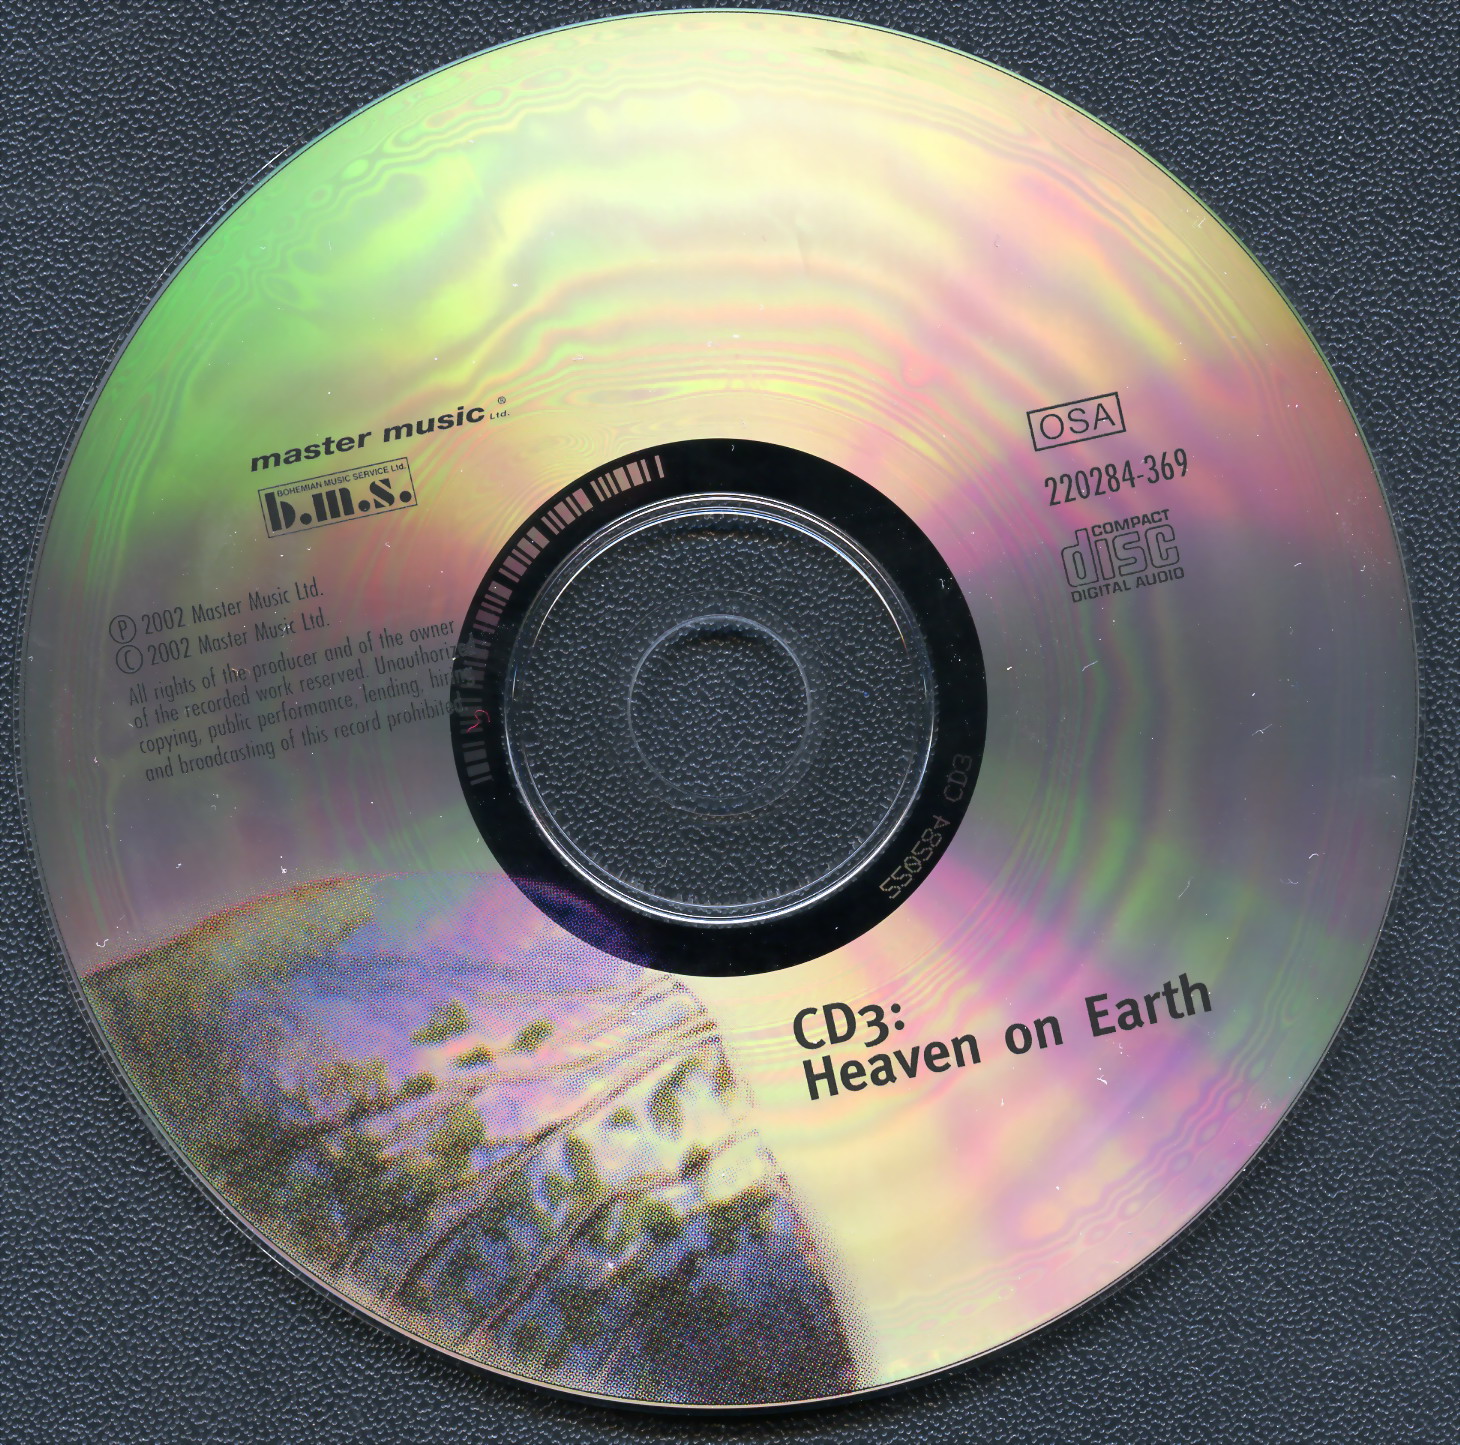 master music ® Ltd.
BOHEMIAN MUSIC SERVICE Ltd.
b.m.s.
Ⓟ 2002 Master Music Ltd.
Ⓒ 2002 Master Music Ltd.
All rights of the producer and of the owner
of the recorded work reserved. Unauthoriz
copying, public performance, lending, hir
and broadcasting of this record prohibited
OSA
220284-369
COMPACT
disc
DIGITAL AUDIO
SS0584 CD3
CD3:
Heaven on Earth